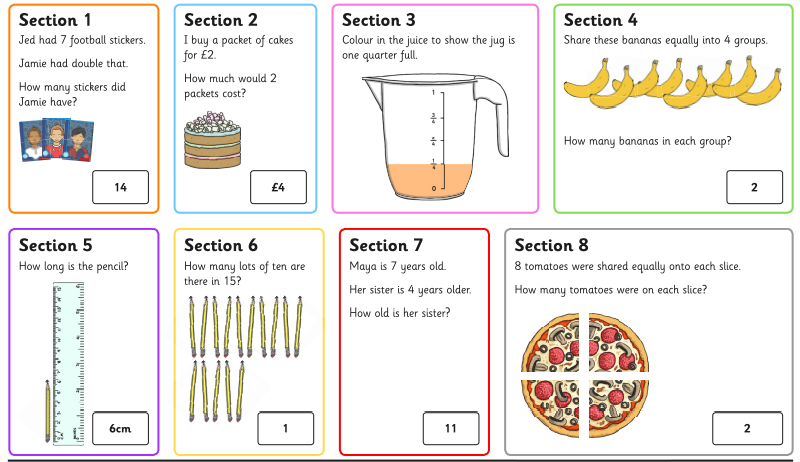 Section 1
Jed had 7 football stickers.
Jamie had double that.
How many stickers did
Jamie have?
14
Section 2
I buy a packet of cakes
for £2.
How much would 2
packets cost?
£4
Section 3
Colour in the juice to show the jug is
one quarter full.
1
3/4
1/4
0
Section 4
Share these bananas equally into 4 groups.
How many bananas in each group?
2
Section 5
How long is the pencil?
6cm
Section 6
How many lots of ten are
there in 15?
1
Section 7
Maya is 7 years old.
Her sister is 4 years older.
How old is her sister?
11
Section 8
8 tomatoes were shared equally onto each slice.
How many tomatoes were on each slice?
2